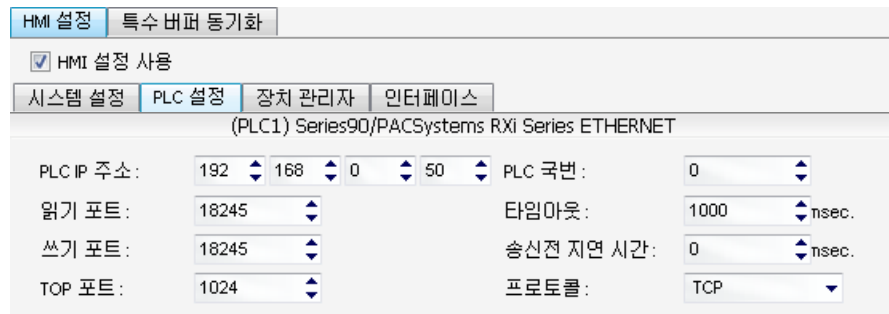 HMI 설정 특수 버퍼 동기화
HMI 설정 사용
시스템 설정 PLC 설정 장치 관리자 인터페이스
(PLC1) Series90/PACSystems RXi Series ETHERNET
PLC IP 주소 : 192 168 0 50 PLC 국번 : 0
읽기 포트 : 18245 타임아웃 : 1000 msec.
쓰기 포트 : 18245 송신전 지연 시간 : 0 msec.
TOP 포트 : 1024 프로토콜 : TCP